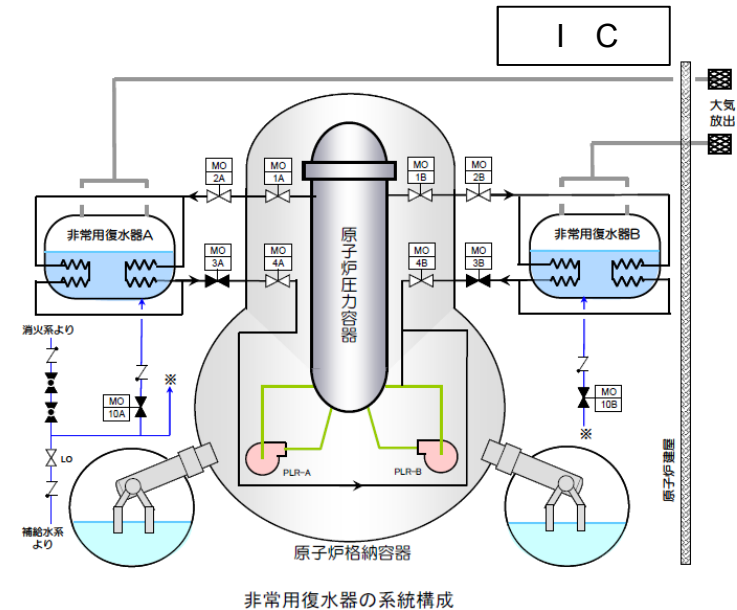 I C
大気
放出
MO
2A
MO
1A
MO
1B
MO
2B
非常用復水器A
非常用復水器B
原子炉圧力容器
MO
3A
MO
4A
MO
4B
MO
3B
消火系より
※
MO
10A
MO
10B
※
LO
PLR-A
PLR-B
原子炉建屋
補給水系
より
原子炉格納容器
非常用復水器の系統構成